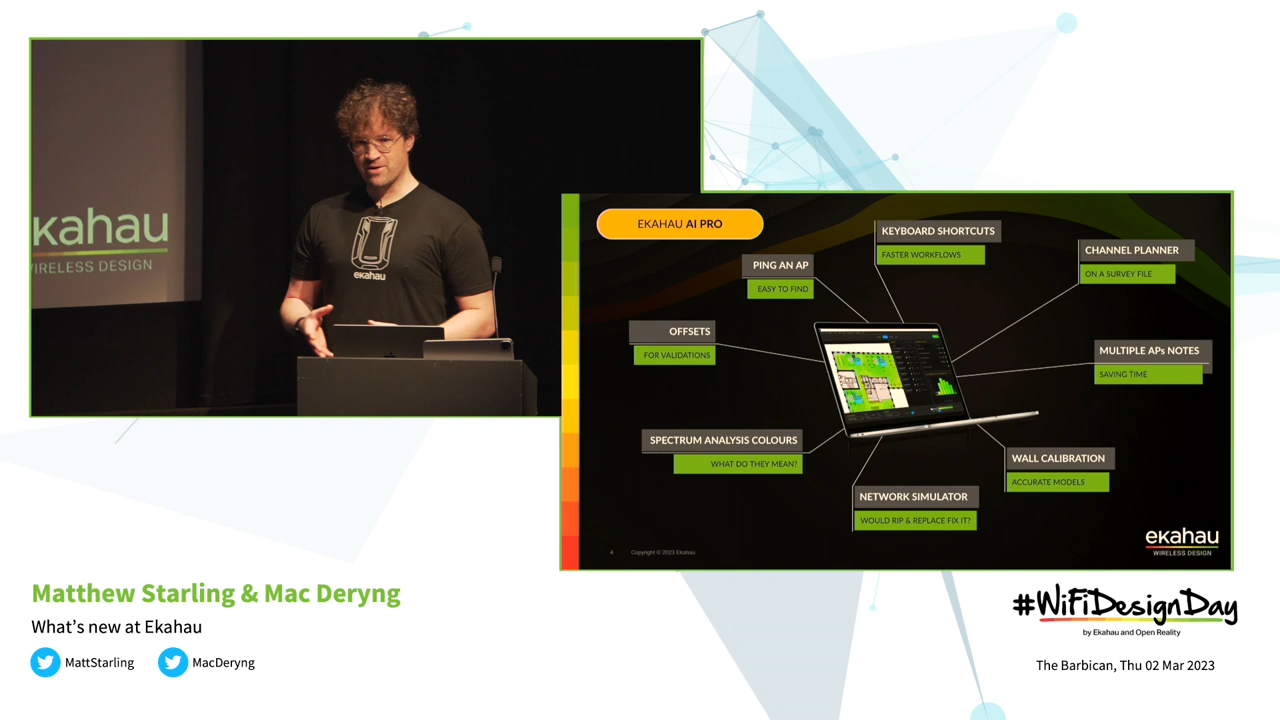 ekahau
WIRELESS DESIGN
ekahau
EKAHAU AI PRO
KEYBOARD SHORTCUTS
FASTER WORKFLOWS
CHANNEL PLANNER
ON A SURVEY FILE
PING AN AP
EASY TO FIND
OFFSETS
FOR VALIDATIONS
MULTIPLE APs NOTES
SAVING TIME
SPECTRUM ANALYSIS COLOURS
WHAT DO THEY MEAN?
WALL CALIBRATION
ACCURATE MODELS
NETWORK SIMULATOR
WOULD RIP & REPLACE FIX IT?
4 Copyright © 2023 Ekahau
ekahau
WIRELESS DESIGN
Matthew Starling & Mac Deryng
What's new at Ekahau
MattStarling MacDeryng
#WiFiDesignDay
by Ekahau and Open Reality
The Barbican, Thu 02 Mar 2023